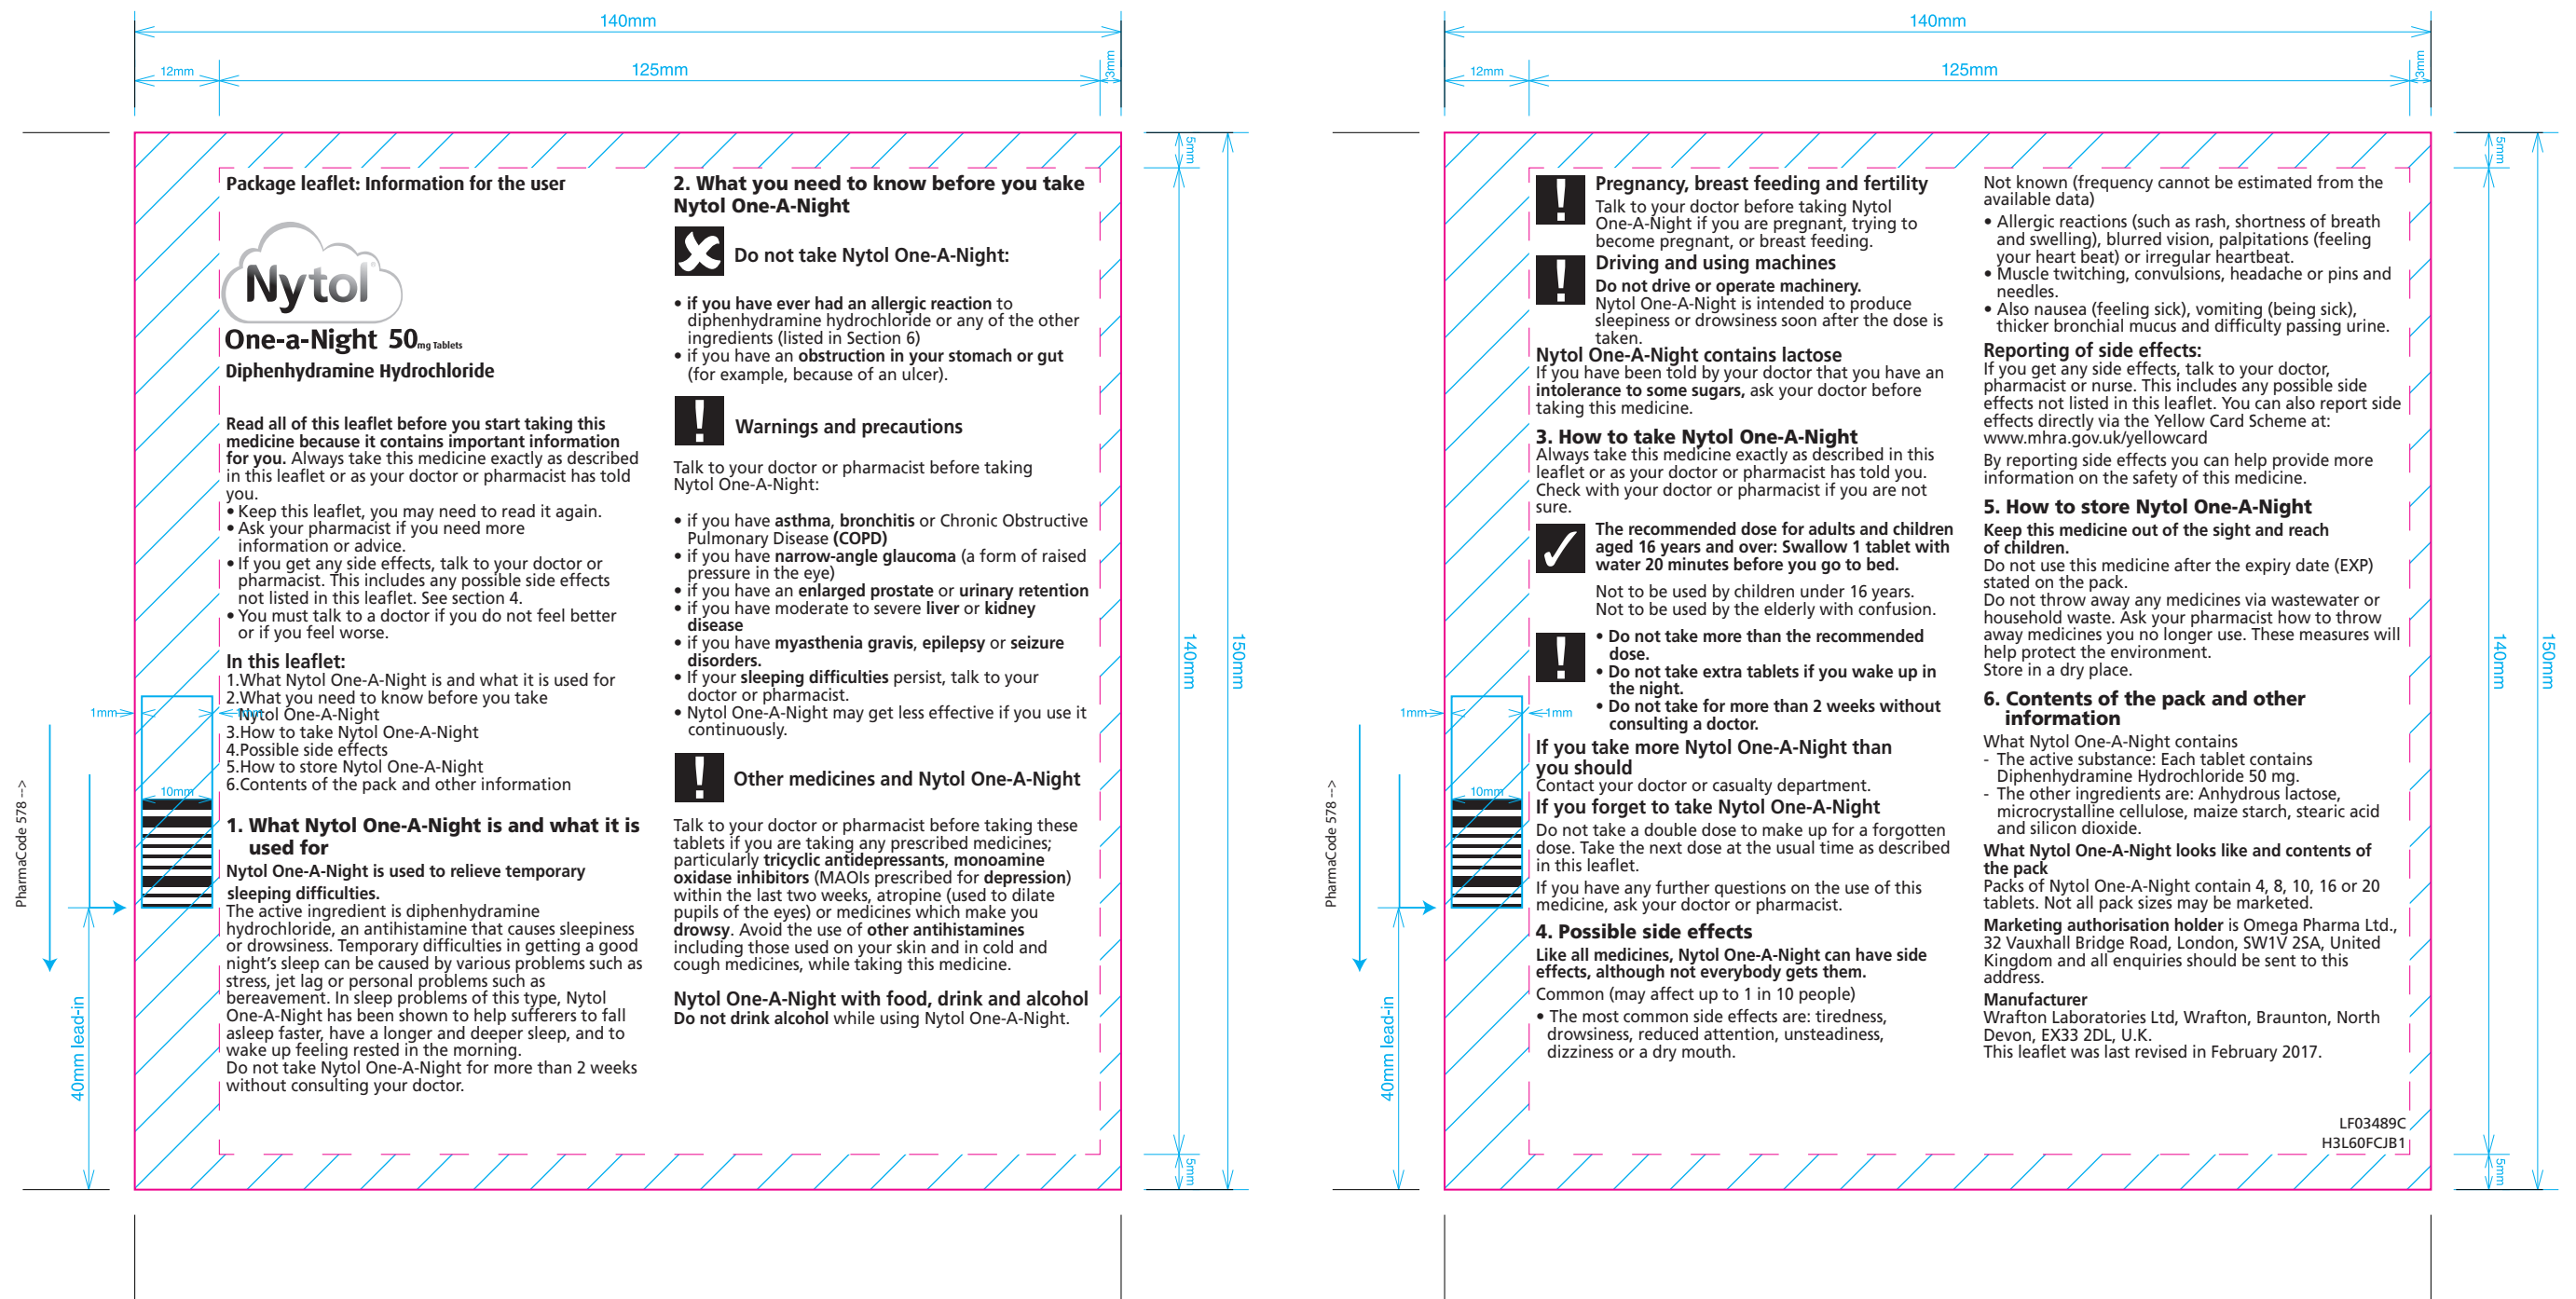 140mm
12mm
125mm
3mm
5mm
Package leaflet: Information for the user
Nytol®
One-a-Night 50mg Tablets
Diphenhydramine Hydrochloride
Read all of this leaflet before you start taking this
medicine because it contains important information
for you. Always take this medicine exactly as described
in this leaflet or as your doctor or pharmacist has told
you.
• Keep this leaflet, you may need to read it again.
• Ask your pharmacist if you need more
information or advice.
• If you get any side effects, talk to your doctor or
pharmacist. This includes any possible side effects
not listed in this leaflet. See section 4.
• You must talk to a doctor if you do not feel better
or if you feel worse.
In this leaflet:
1.What Nytol One-A-Night is and what it is used for
2.What you need to know before you take
Nytol One-A-Night
3.How to take Nytol One-A-Night
4.Possible side effects
5.How to store Nytol One-A-Night
6.Contents of the pack and other information
1. What Nytol One-A-Night is and what it is
used for
Nytol One-A-Night is used to relieve temporary
sleeping difficulties.
The active ingredient is diphenhydramine
hydrochloride, an antihistamine that causes sleepiness
or drowsiness. Temporary difficulties in getting a good
night's sleep can be caused by various problems such as
stress, jet lag or personal problems such as
bereavement. In sleep problems of this type, Nytol
One-A-Night has been shown to help sufferers to fall
asleep faster, have a longer and deeper sleep, and to
wake up feeling rested in the morning.
Do not take Nytol One-A-Night for more than 2 weeks
without consulting your doctor.
1mm
1mm
10mm
PharmaCode 578 -->
40mm lead-in
2. What you need to know before you take
Nytol One-A-Night
Do not take Nytol One-A-Night:
• if you have ever had an allergic reaction to
diphenhydramine hydrochloride or any of the other
ingredients (listed in Section 6)
• if you have an obstruction in your stomach or gut
(for example, because of an ulcer).
! Warnings and precautions
Talk to your doctor or pharmacist before taking
Nytol One-A-Night:
• if you have asthma, bronchitis or Chronic Obstructive
Pulmonary Disease (COPD)
• if you have narrow-angle glaucoma (a form of raised
pressure in the eye)
• if you have an enlarged prostate or urinary retention
• if you have moderate to severe liver or kidney
disease
• if you have myasthenia gravis, epilepsy or seizure
disorders.
• If your sleeping difficulties persist, talk to your
doctor or pharmacist.
• Nytol One-A-Night may get less effective if you use it
continuously.
! Other medicines and Nytol One-A-Night
Talk to your doctor or pharmacist before taking these
tablets if you are taking any prescribed medicines;
particularly tricyclic antidepressants, monoamine
oxidase inhibitors (MAOIs prescribed for depression)
within the last two weeks, atropine (used to dilate
pupils of the eyes) or medicines which make you
drowsy. Avoid the use of other antihistamines
including those used on your skin and in cold and
cough medicines, while taking this medicine.
Nytol One-A-Night with food, drink and alcohol
Do not drink alcohol while using Nytol One-A-Night.
140mm
150mm
5mm
140mm
12mm
125mm
3mm
5mm
! Pregnancy, breast feeding and fertility
Talk to your doctor before taking Nytol
One-A-Night if you are pregnant, trying to
become pregnant, or breast feeding.
! Driving and using machines
Do not drive or operate machinery.
Nytol One-A-Night is intended to produce
sleepiness or drowsiness soon after the dose is
taken.
Nytol One-A-Night contains lactose
If you have been told by your doctor that you have an
intolerance to some sugars, ask your doctor before
taking this medicine.
3. How to take Nytol One-A-Night
Always take this medicine exactly as described in this
leaflet or as your doctor or pharmacist has told you.
Check with your doctor or pharmacist if you are not
sure.
The recommended dose for adults and children
aged 16 years and over: Swallow 1 tablet with
water 20 minutes before you go to bed.
Not to be used by children under 16 years.
Not to be used by the elderly with confusion.
! • Do not take more than the recommended
dose.
• Do not take extra tablets if you wake up in
the night.
• Do not take for more than 2 weeks without
consulting a doctor.
If you take more Nytol One-A-Night than
you should
Contact your doctor or casualty department.
If you forget to take Nytol One-A-Night
Do not take a double dose to make up for a forgotten
dose. Take the next dose at the usual time as described
in this leaflet.
If you have any further questions on the use of this
medicine, ask your doctor or pharmacist.
4. Possible side effects
Like all medicines, Nytol One-A-Night can have side
effects, although not everybody gets them.
Common (may affect up to 1 in 10 people)
• The most common side effects are: tiredness,
drowsiness, reduced attention, unsteadiness,
dizziness or a dry mouth.
1mm
1mm
10mm
PharmaCode 578 -->
40mm lead-in
Not known (frequency cannot be estimated from the
available data)
• Allergic reactions (such as rash, shortness of breath
and swelling), blurred vision, palpitations (feeling
your heart beat) or irregular heartbeat.
• Muscle twitching, convulsions, headache or pins and
needles.
• Also nausea (feeling sick), vomiting (being sick),
thicker bronchial mucus and difficulty passing urine.
Reporting of side effects:
If you get any side effects, talk to your doctor,
pharmacist or nurse. This includes any possible side
effects not listed in this leaflet. You can also report side
effects directly via the Yellow Card Scheme at:
www.mhra.gov.uk/yellowcard
By reporting side effects you can help provide more
information on the safety of this medicine.
5. How to store Nytol One-A-Night
Keep this medicine out of the sight and reach
of children.
Do not use this medicine after the expiry date (EXP)
stated on the pack.
Do not throw away any medicines via wastewater or
household waste. Ask your pharmacist how to throw
away medicines you no longer use. These measures will
help protect the environment.
Store in a dry place.
6. Contents of the pack and other
information
What Nytol One-A-Night contains
- The active substance: Each tablet contains
Diphenhydramine Hydrochloride 50 mg.
- The other ingredients are: Anhydrous lactose,
microcrystalline cellulose, maize starch, stearic acid
and silicon dioxide.
What Nytol One-A-Night looks like and contents of
the pack
Packs of Nytol One-A-Night contain 4, 8, 10, 16 or 20
tablets. Not all pack sizes may be marketed.
Marketing authorisation holder is Omega Pharma Ltd.,
32 Vauxhall Bridge Road, London, SW1V 2SA, United
Kingdom and all enquiries should be sent to this
address.
Manufacturer
Wrafton Laboratories Ltd, Wrafton, Braunton, North
Devon, EX33 2DL, U.K.
This leaflet was last revised in February 2017.
LF03489C
H3L60FCJB1
140mm
150mm
5mm